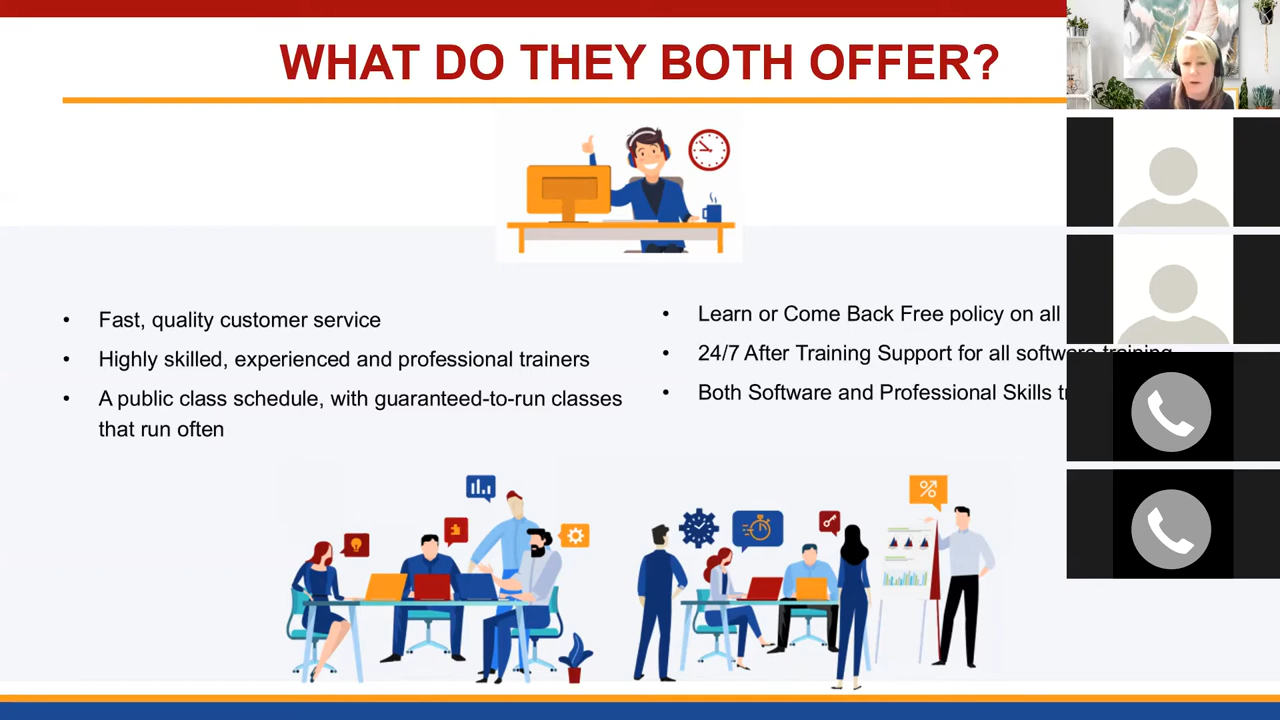 WHAT DO THEY BOTH OFFER?
• Fast, quality customer service
• Highly skilled, experienced and professional trainers
• A public class schedule, with guaranteed-to-run classes
that run often
• Learn or Come Back Free policy on all
• 24/7 After Training Support for all software training
• Both Software and Professional Skills
%